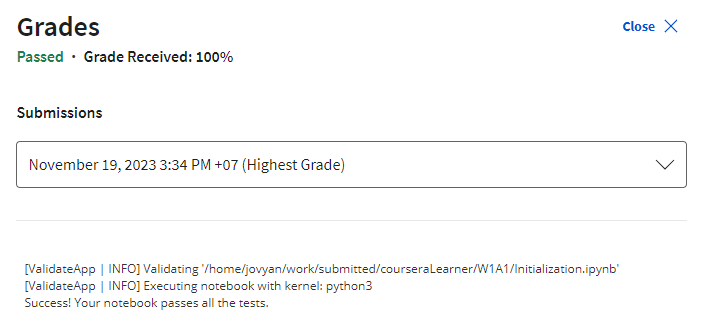 Grades
Close
Passed · Grade Received: 100%
Submissions
November 19, 2023 3:34 PM +07 (Highest Grade)
[ValidateApp | INFO] Validating '/home/jovyan/work/submitted/courseraLearner/W1A1/Initialization.ipynb'
[ValidateApp | INFO] Executing notebook with kernel: python3
Success! Your notebook passes all the tests.